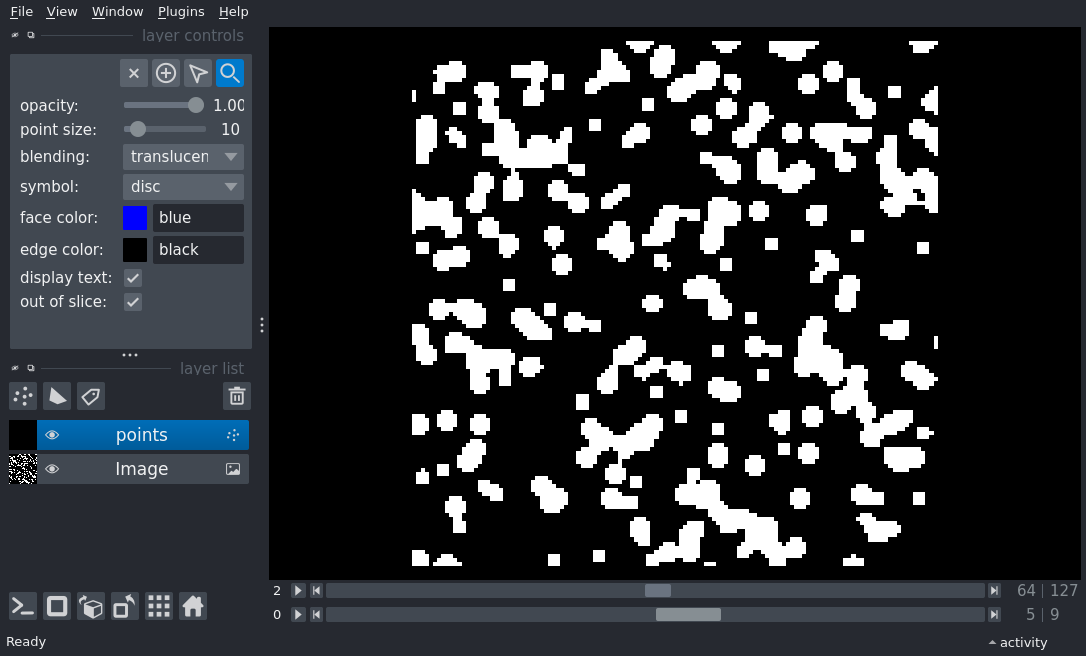 File View Window Plugins Help
layer controls
opacity: 1.00
point size: 10
blending: translucen
symbol: disc
face color: blue
edge color: black
display text:
out of slice:
layer list
points
Image
2 64 | 127
0 5 | 9
Ready activity